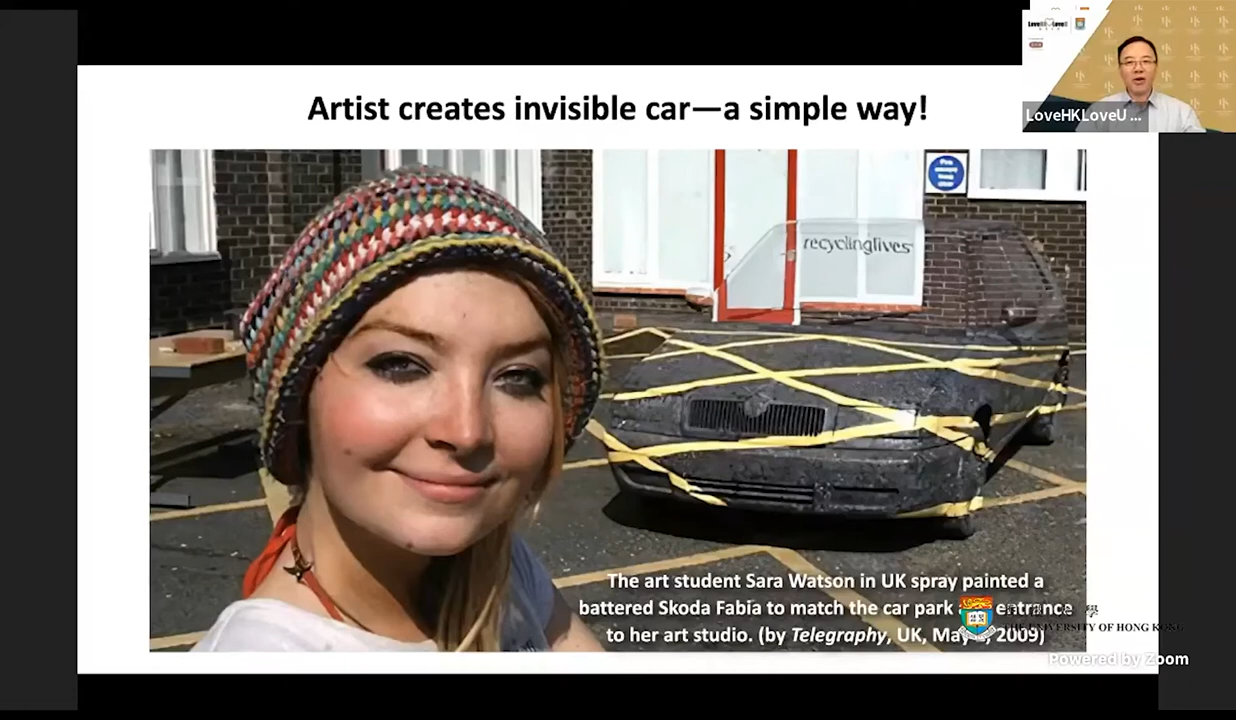 Artist creates invisible car—a simple way!
LoveHKLoveU ...
recyclinglives
The art student Sara Watson in UK spray painted a
battered Skoda Fabia to match the car park entrance
to her art studio. (by Telegraphy, UK, May 2009)
THE UNIVERSITY OF HONG KONG
Powered by Zoom